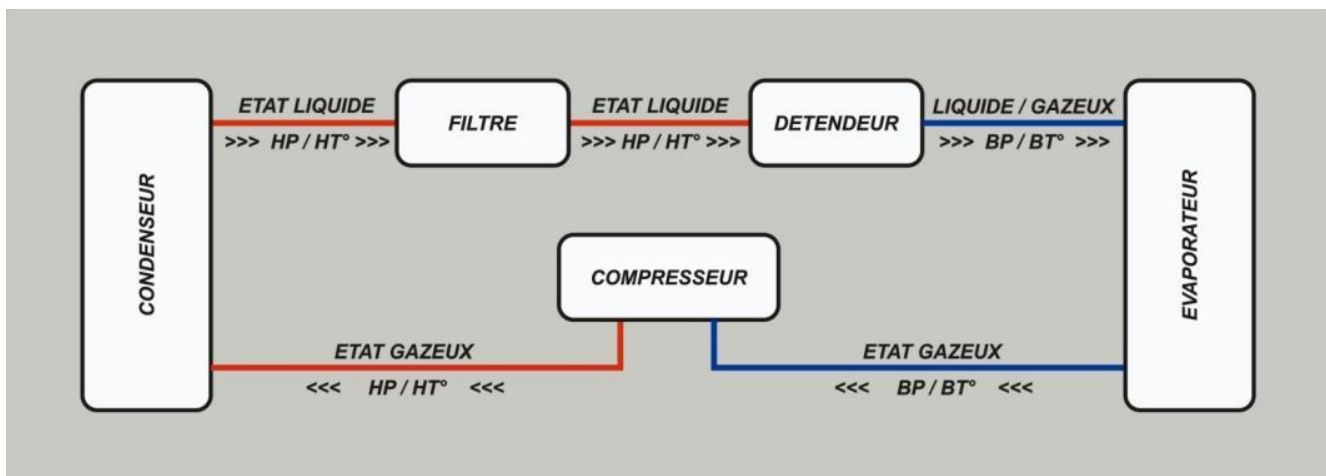 ETAT LIQUIDE
>>> HP / HT° >>>
FILTRE
ETAT LIQUIDE
>>> HP / HT° >>>
DETENDEUR
LIQUIDE / GAZEUX
>>> BP / BT° >>>
CONDENSEUR
EVAPORATEUR
COMPRESSEUR
ETAT GAZEUX
<<< HP / HT° <<<
ETAT GAZEUX
<<< BP / BT° <<<